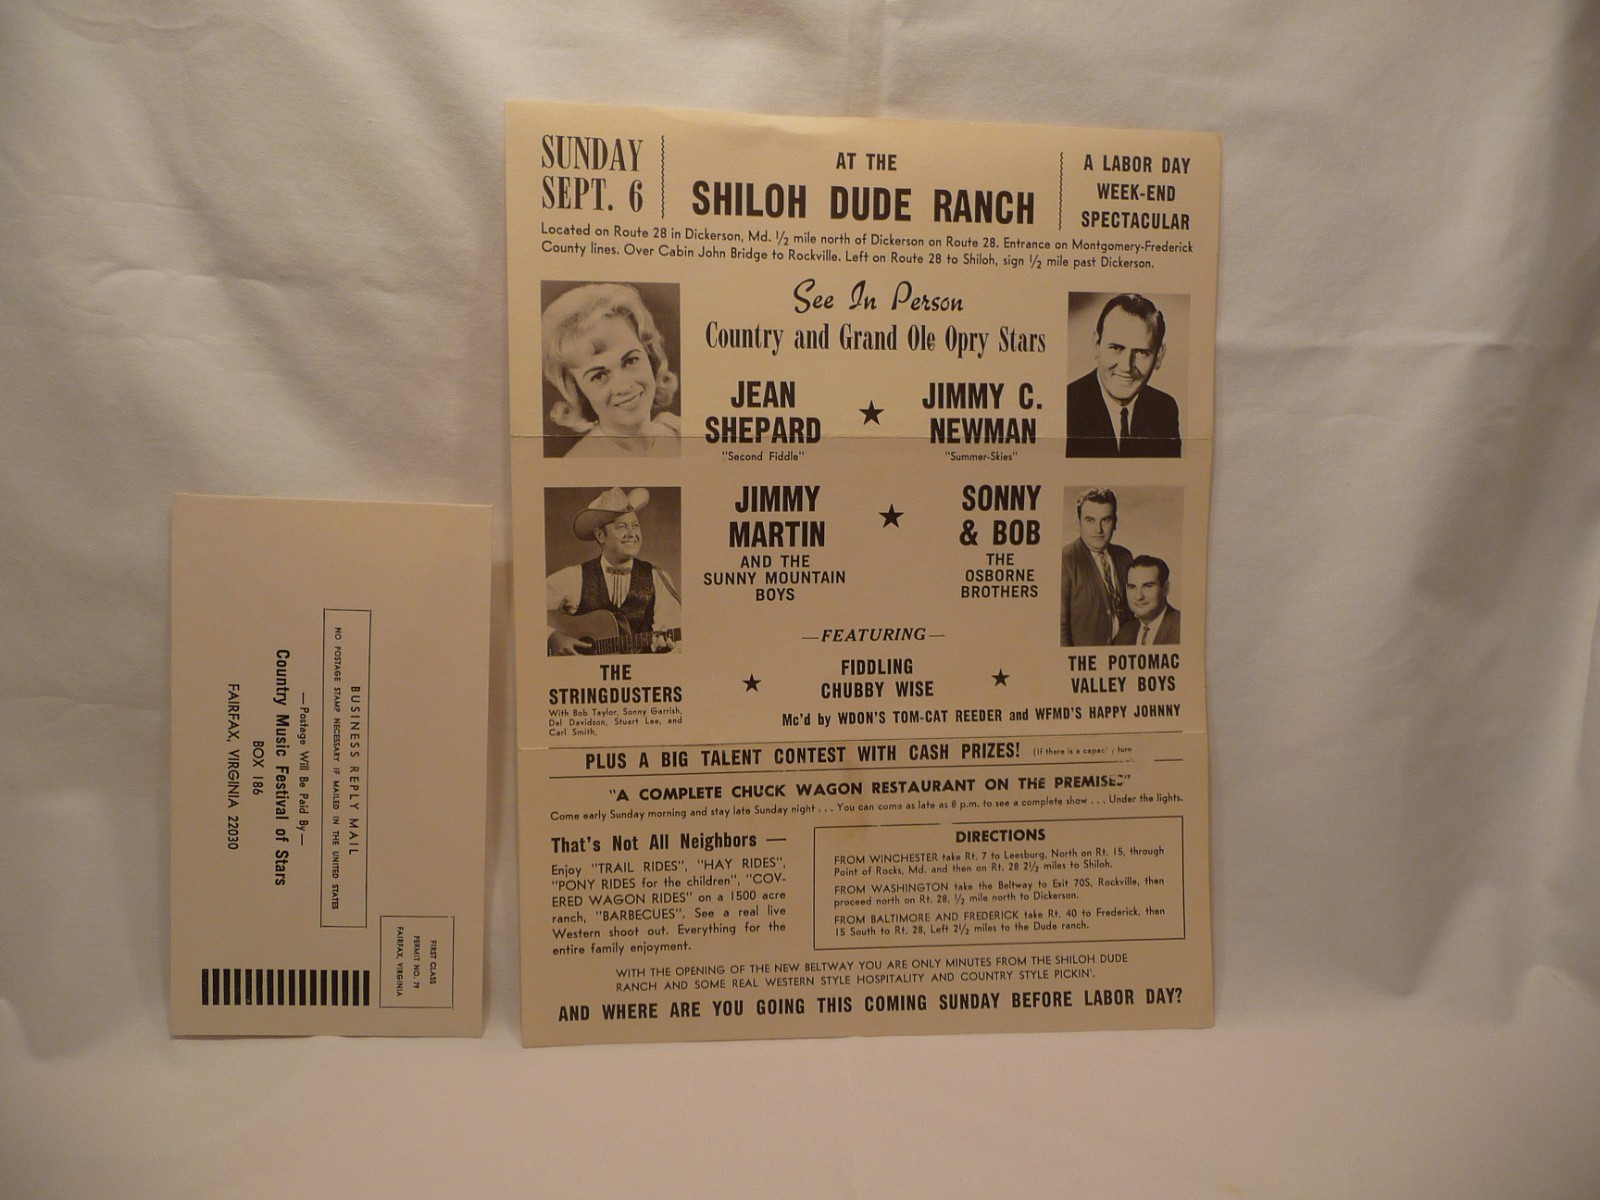 SUNDAY
SEPT. 6
AT THE
SHILOH DUDE RANCH
A LABOR DAY
WEEK-END
SPECTACULAR
Located on Route 28 in Dickerson, Md. 1/2 mile north of Dickerson on Route 28. Entrance on Montgomery-Frederick
County lines. Over Cabin John Bridge to Rockville. Left on Route 28 to Shiloh, sign 1/2 mile past Dickerson.
See In Person
Country and Grand Ole Opry Stars
JEAN
SHEPARD
"Second Fiddle"
★
JIMMY C.
NEWMAN
"Summer-Skies"
JIMMY
MARTIN
AND THE
SUNNY MOUNTAIN
BOYS
★
SONNY
& BOB
THE
OSBORNE
BROTHERS
—FEATURING—
THE
STRINGDUSTERS
With Bob Taylor, Sonny Garrish,
Del Davidson, Stuart Lee, and
Carl Smith.
★
FIDDLING
CHUBBY WISE
★
THE POTOMAC
VALLEY BOYS
Mc'd by WDON'S TOM-CAT REEDER and WFMD'S HAPPY JOHNNY
PLUS A BIG TALENT CONTEST WITH CASH PRIZES! (If there is a turn
"A COMPLETE CHUCK WAGON RESTAURANT ON THE PREMISES"
Come early Sunday morning and stay late Sunday night . . . You can come as late as 8 p.m. to see a complete show . . . Under the lights.
That's Not All Neighbors —
Enjoy "TRAIL RIDES", "HAY RIDES",
"PONY RIDES for the children", "COV-
ERED WAGON RIDES" on a 1500 acre
ranch, "BARBECUES". See a real live
Western shoot out. Everything for the
entire family enjoyment.
DIRECTIONS
FROM WINCHESTER take Rt. 7 to Leesburg, North on Rt. 15, through
Point of Rocks, Md. and then on Rt. 28 2 1/2 miles to Shiloh.
FROM WASHINGTON take the Beltway to Exit 70S, Rockville, then
proceed north on Rt. 28, 1/2 mile north to Dickerson.
FROM BALTIMORE AND FREDERICK take Rt. 40 to Frederick, then
15 South to Rt. 28, Left 2 1/2 miles to the Dude ranch.
WITH THE OPENING OF THE NEW BELTWAY YOU ARE ONLY MINUTES FROM THE SHILOH DUDE
RANCH AND SOME REAL WESTERN STYLE HOSPITALITY AND COUNTRY STYLE PICKIN'.
AND WHERE ARE YOU GOING THIS COMING SUNDAY BEFORE LABOR DAY?
FIRST CLASS
PERMIT NO. 79
FAIRFAX, VIRGINIA
BUSINESS REPLY MAIL
NO POSTAGE STAMP NECESSARY IF MAILED IN THE UNITED STATES
—Postage Will Be Paid By—
Country Music Festival of Stars
BOX 186
FAIRFAX, VIRGINIA 22030